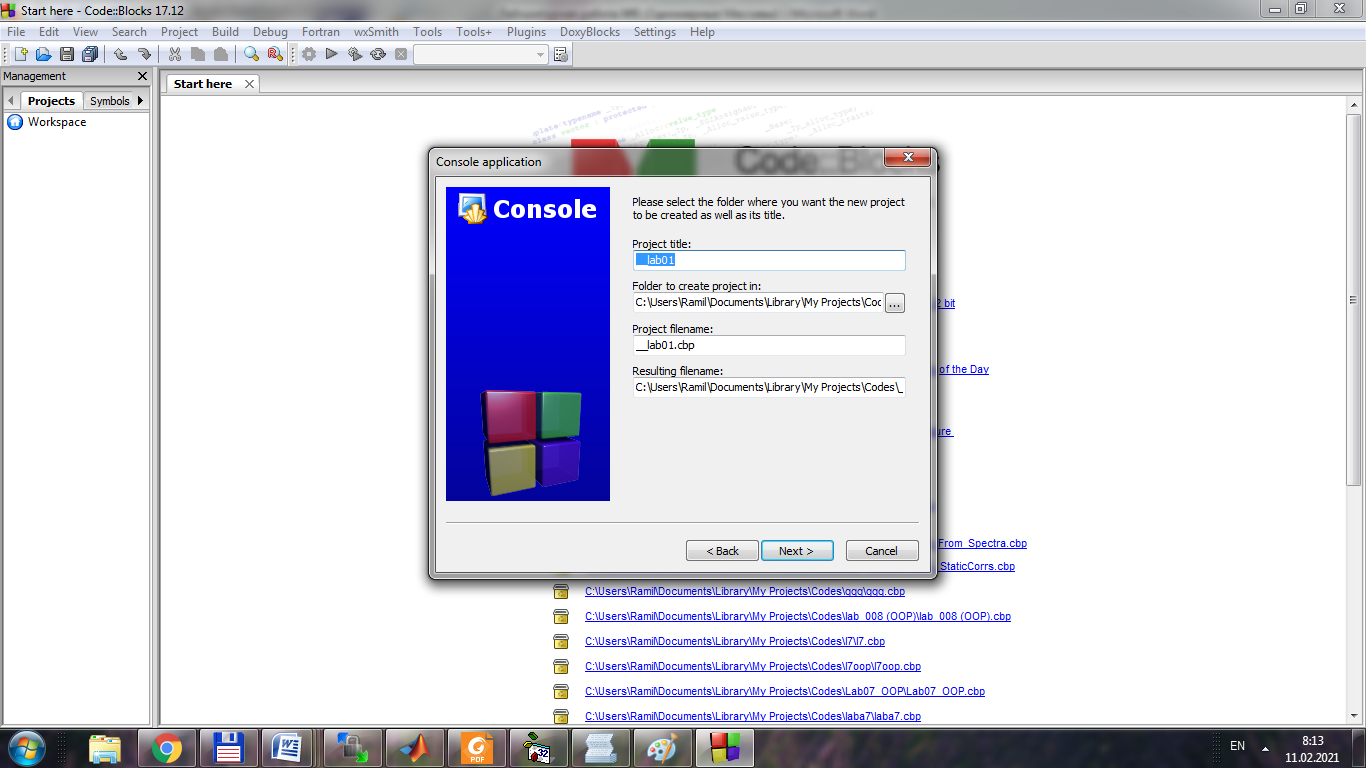 Start here - Code::Blocks 17.12
File Edit View Search Project Build Debug Fortran wxSmith Tools Tools+ Plugins DoxyBlocks Settings Help
Management
Start here
Projects Symbols
Workspace
Code::Blocks
Console application
Console
Please select the folder where you want the new project
to be created as well as its title.
Project title:
__lab01
Folder to create project in:
C:\Users\Ramil\Documents\Library\My Projects\Coc
...
Project filename:
__lab01.cbp
Resulting filename:
C:\Users\Ramil\Documents\Library\My Projects\Codes\_
< Back Next > Cancel
2 bit
of the Day
ure
From_Spectra.cbp
StaticCorrs.cbp
C:\Users\Ramil\Documents\Library\My Projects\Codes\qqq\qqq.cbp
C:\Users\Ramil\Documents\Library\My Projects\Codes\lab_008 (OOP)\lab_008 (OOP).cbp
C:\Users\Ramil\Documents\Library\My Projects\Codes\l7\l7.cbp
C:\Users\Ramil\Documents\Library\My Projects\Codes\l7oop\l7oop.cbp
C:\Users\Ramil\Documents\Library\My Projects\Codes\Lab07_OOP\Lab07_OOP.cbp
C:\Users\Ramil\Documents\Library\My Projects\Codes\laba7\laba7.cbp
PDF
32
EN
8:13
11.02.2021